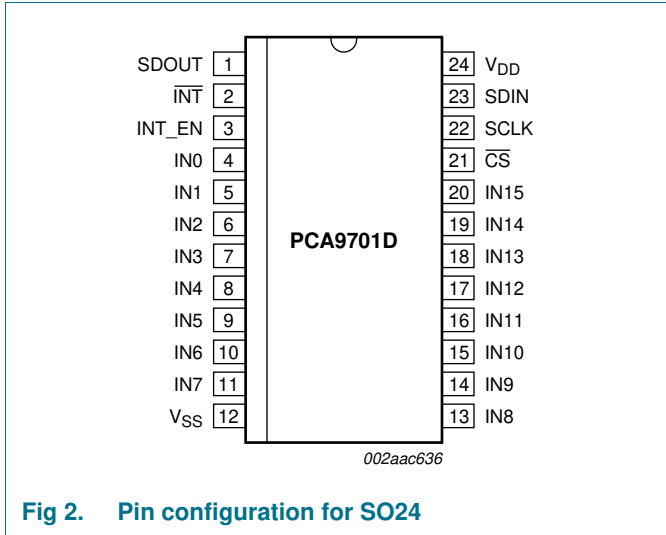 SDOUT 1 24 VDD
INT 2 23 SDIN
INT_EN 3 22 SCLK
IN0 4 21 CS
IN1 5 20 IN15
IN2 6 19 IN14
IN3 7 PCA9701D 18 IN13
IN4 8 17 IN12
IN5 9 16 IN11
IN6 10 15 IN10
IN7 11 14 IN9
VSS 12 13 IN8
002aac636
Fig 2. Pin configuration for SO24